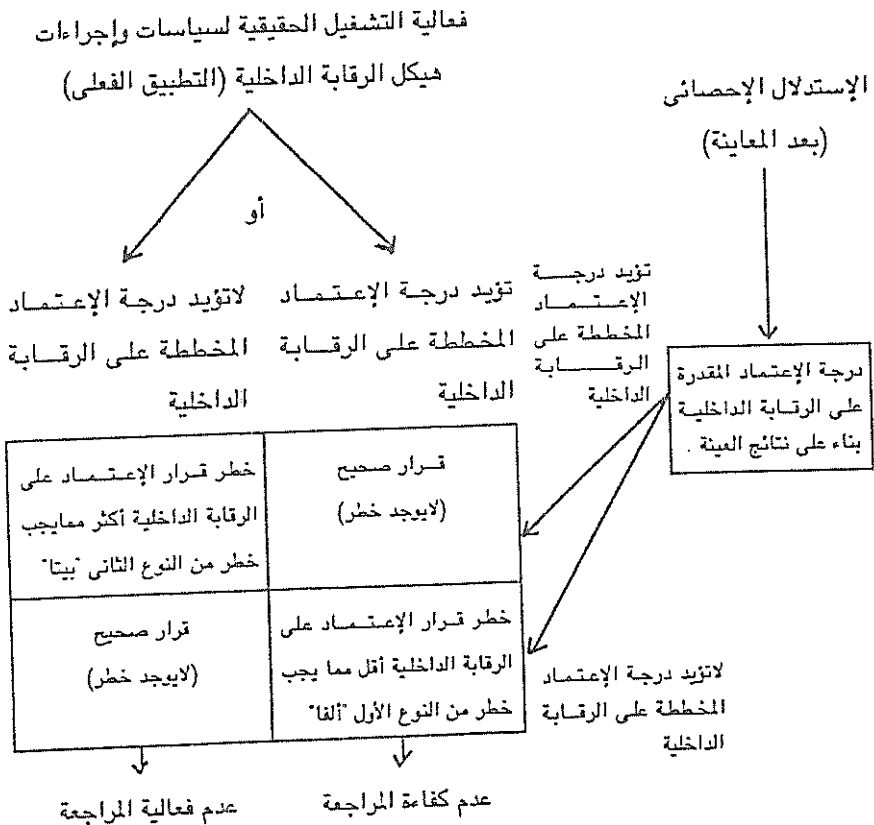 فعالية التشغيل الحقيقية لسياسات وإجراءات
هيكل الرقابة الداخلية (التطبيق الفعلى)
الإستدلال الإحصائى
(بعد المعاينة)
أو
تؤيد درجة الإعتماد
المخططة على الرقابة
الداخلية
لاتؤيد درجة الإعتماد
المخططة على الرقابة
الداخلية
تؤيد درجة
الإعتماد
المخططة على
الرقابة
الداخلية
درجة الإعتماد المقدرة
على الرقابة الداخلية
بناء على نتائج العينة .
قرار صحيح
(لايوجد خطر)
خطر قرار الإعتماد على
الرقابة الداخلية أكثر ممايجب
خطر من النوع الثانى "بيتا"
خطر قرار الإعتماد على
الرقابة الداخلية أقل مما يجب
خطر من النوع الأول "ألفا"
قرار صحيح
(لايوجد خطر)
لاتؤيد درجة الإعتماد
المخططة على الرقابة
الداخلية
عدم كفاءة المراجعة
عدم فعالية المراجعة